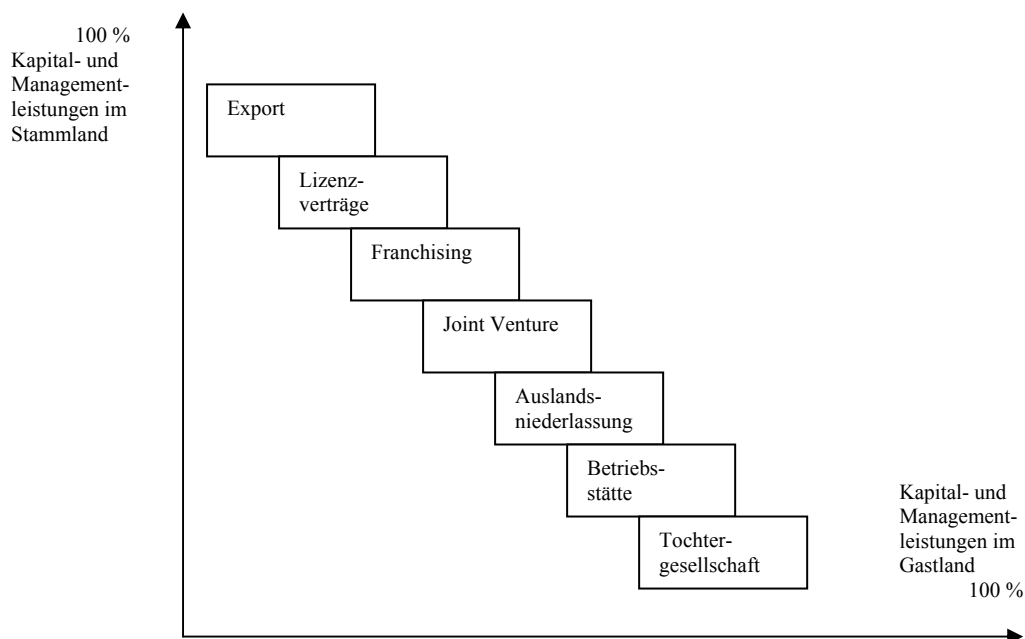 100 %
Kapital- und
Management-
leistungen im
Stammland
Export
Lizenz-
verträge
Franchising
Joint Venture
Auslands-
niederlassung
Betriebs-
stätte
Tochter-
gesellschaft
Kapital- und
Management-
leistungen im
Gastland
100 %